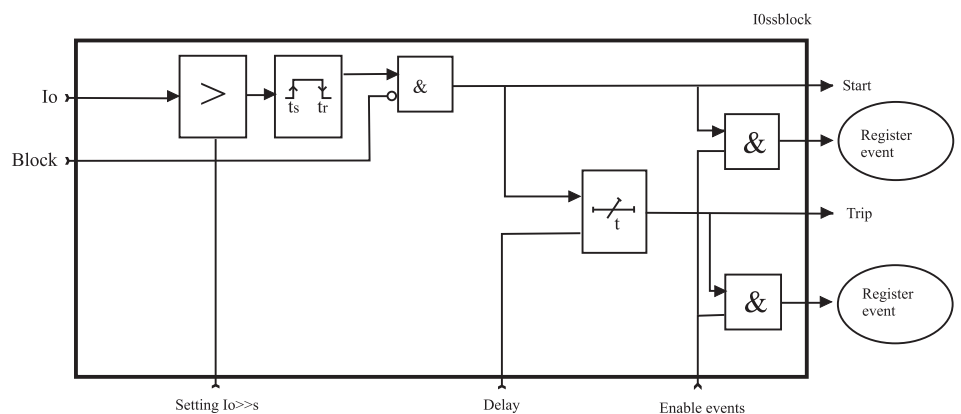 I0ssblock
Io
>
ts tr
&
Start
Block
&
Register
event
t
Trip
&
Register
event
Setting Io>>s
Delay
Enable events